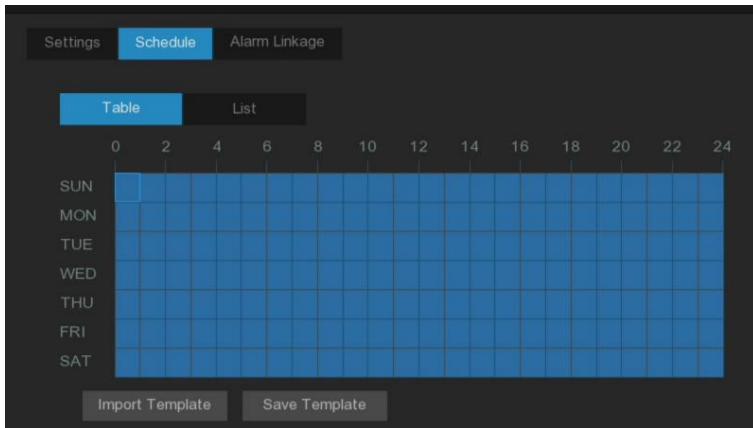 Settings Schedule Alarm Linkage
Table List
0 2 4 6 8 10 12 14 16 18 20 22 24
SUN
MON
TUE
WED
THU
FRI
SAT
Import Template Save Template